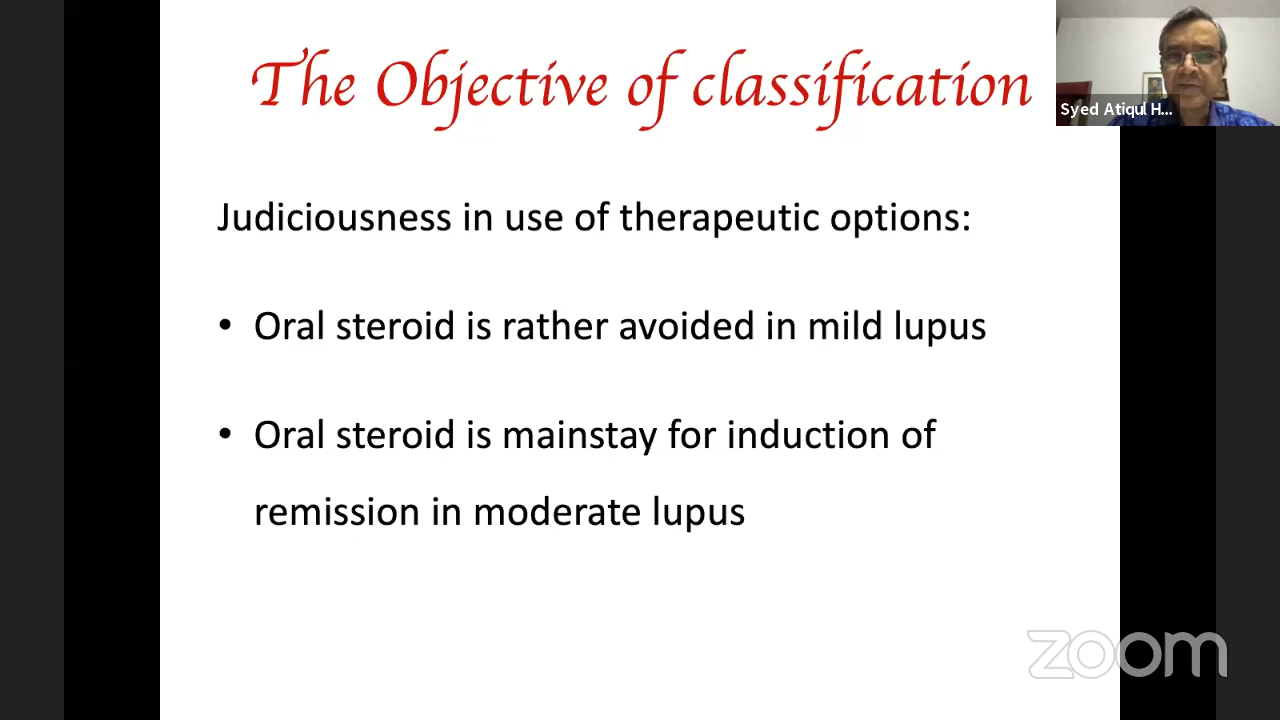 The Objective of classification
Syed Atiqul H...
Judiciousness in use of therapeutic options:
• Oral steroid is rather avoided in mild lupus
• Oral steroid is mainstay for induction of
remission in moderate lupus
zoom